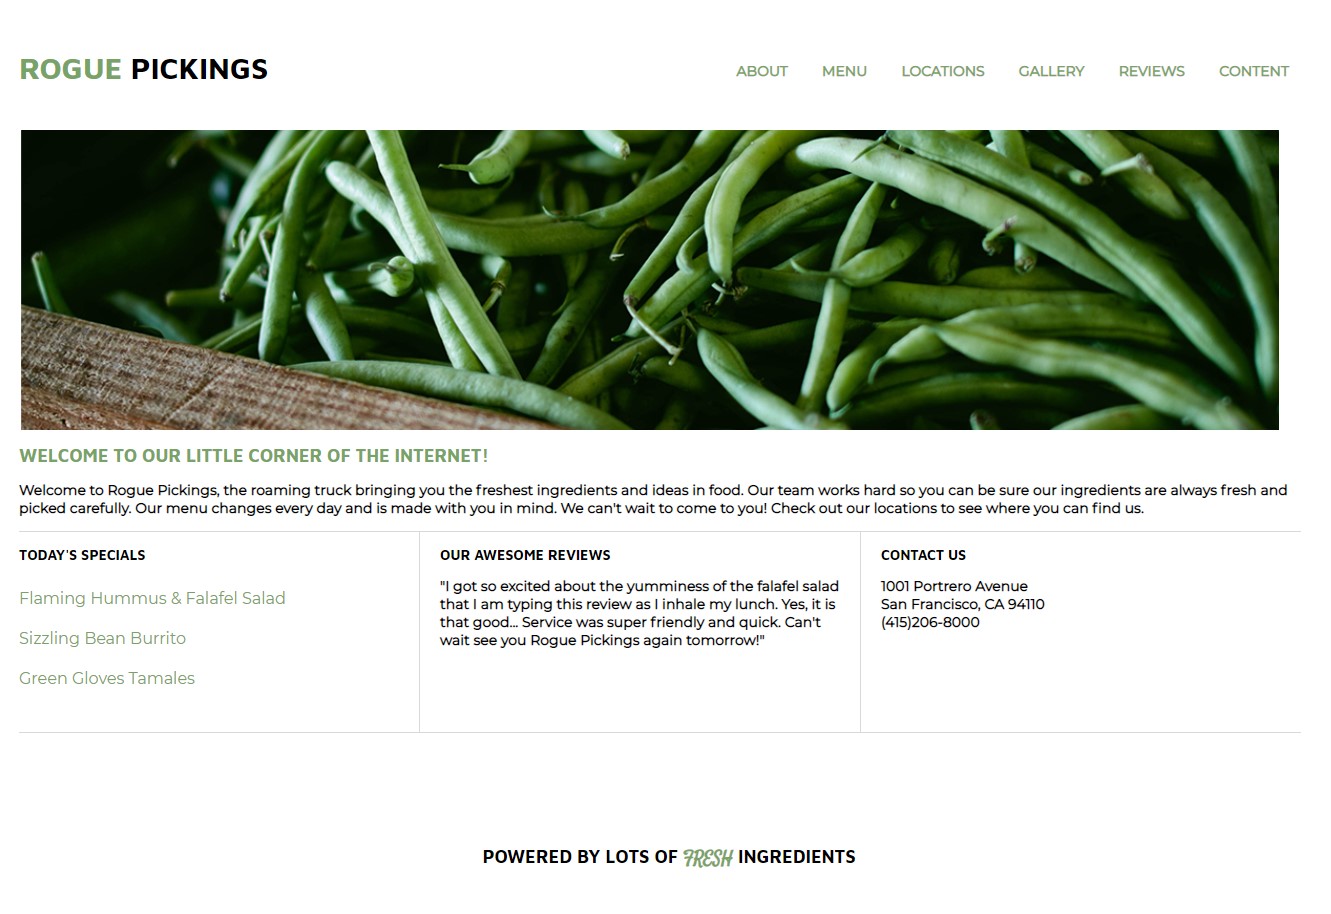 ROGUE PICKINGS
ABOUT MENU LOCATIONS GALLERY REVIEWS CONTENT
WELCOME TO OUR LITTLE CORNER OF THE INTERNET!
Welcome to Rogue Pickings, the roaming truck bringing you the freshest ingredients and ideas in food. Our team works hard so you can be sure our ingredients are always fresh and
picked carefully. Our menu changes every day and is made with you in mind. We can't wait to come to you! Check out our locations to see where you can find us.
TODAY'S SPECIALS
Flaming Hummus & Falafel Salad
Sizzling Bean Burrito
Green Gloves Tamales
OUR AWESOME REVIEWS
"I got so excited about the yumminess of the falafel salad
that I am typing this review as I inhale my lunch. Yes, it is
that good... Service was super friendly and quick. Can't
wait see you Rogue Pickings again tomorrow!"
CONTACT US
1001 Portrero Avenue
San Francisco, CA 94110
(415)206-8000
POWERED BY LOTS OF FRESH INGREDIENTS